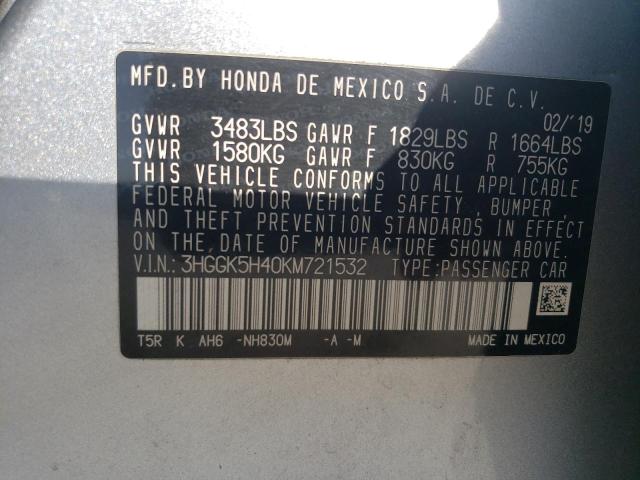 MFD. BY HONDA DE MEXICO S.A. DE C.V.
02/'19
GVWR 3483LBS GAWR F 1829LBS R 1664LBS
GVWR 1580KG GAWR F 830KG R 755KG
THIS VEHICLE CONFORMS TO ALL APPLICABLE
FEDERAL MOTOR VEHICLE SAFETY , BUMPER ,
AND THEFT PREVENTION STANDARDS IN EFFECT
ON THE DATE OF MANUFACTURE SHOWN ABOVE.
V.I.N.: 3HGGK5H40KM721532 TYPE:PASSENGER CAR
T5R K AH6 -NH830M -A -M MADE IN MEXICO